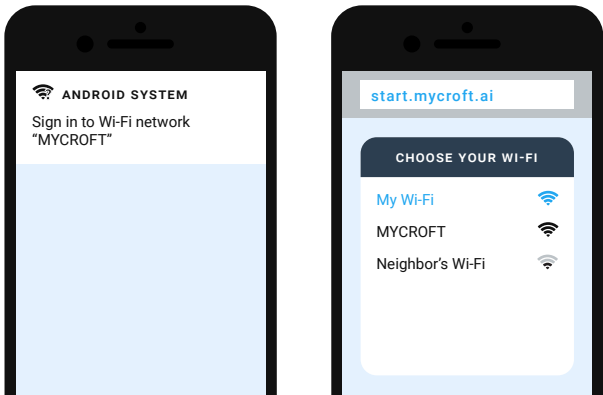 ANDROID SYSTEM
Sign in to Wi-Fi network
“MYCROFT”
start.mycroft.ai
CHOOSE YOUR WI-FI
My Wi-Fi
MYCROFT
Neighbor’s Wi-Fi